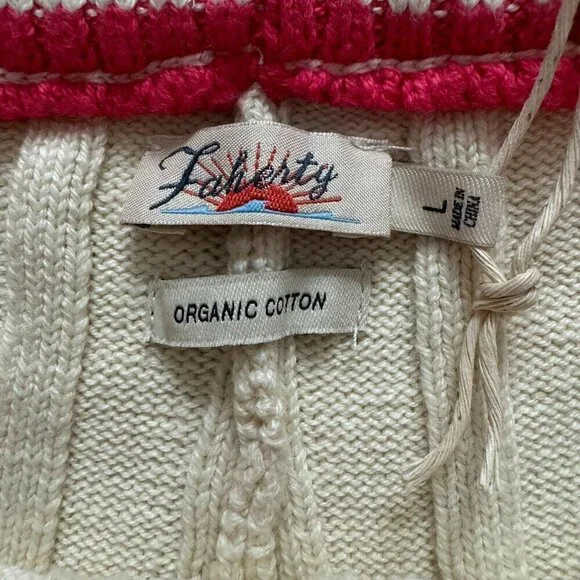 Faherty
L
MADE IN
CHINA
ORGANIC COTTON